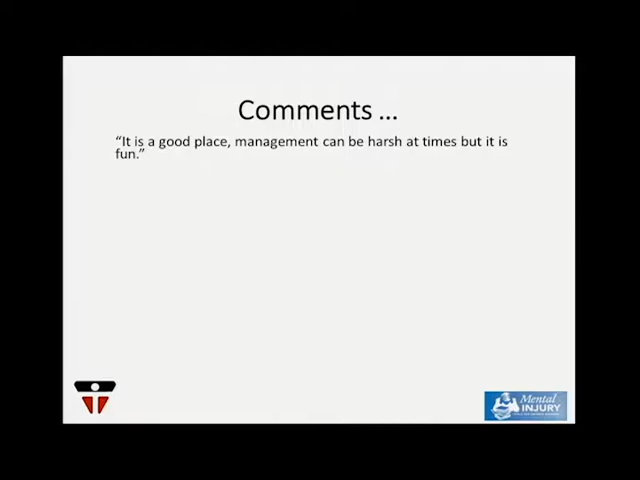 Comments ...
“It is a good place, management can be harsh at times but it is
fun.”
Mental
INJURY